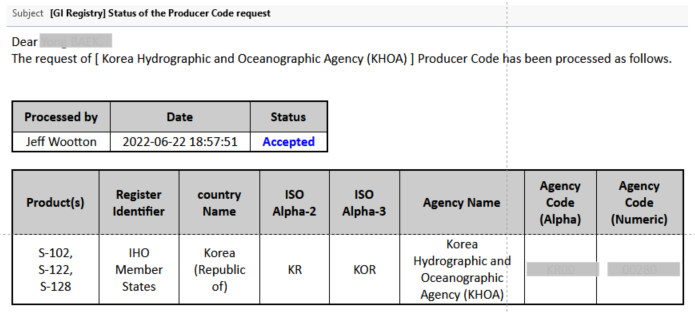 Subject [GI Registry] Status of the Producer Code request
Dear
The request of [ Korea Hydrographic and Oceanographic Agency (KHOA) ] Producer Code has been processed as follows.
Processed by Date Status
Jeff Wootton 2022-06-22 18:57:51 Accepted
Product(s) Register Identifier country Name ISO Alpha-2 ISO Alpha-3 Agency Name Agency Code (Alpha) Agency Code (Numeric)
S-102, S-122, S-128 IHO Member States Korea (Republic of) KR KOR Korea Hydrographic and Oceanographic Agency (KHOA)